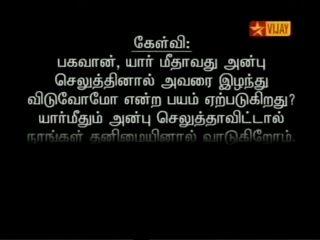 VIJAY
கேள்வி:
பகவான், யார் மீதாவது அன்பு
செலுத்தினால் அவரை இழந்து
விடுவோமோ என்ற பயம் ஏற்படுகிறது?
யார்மீதும் அன்பு செலுத்தாவிட்டால்
நாங்கள் தனிமையினால் வாடுகிறோம்.